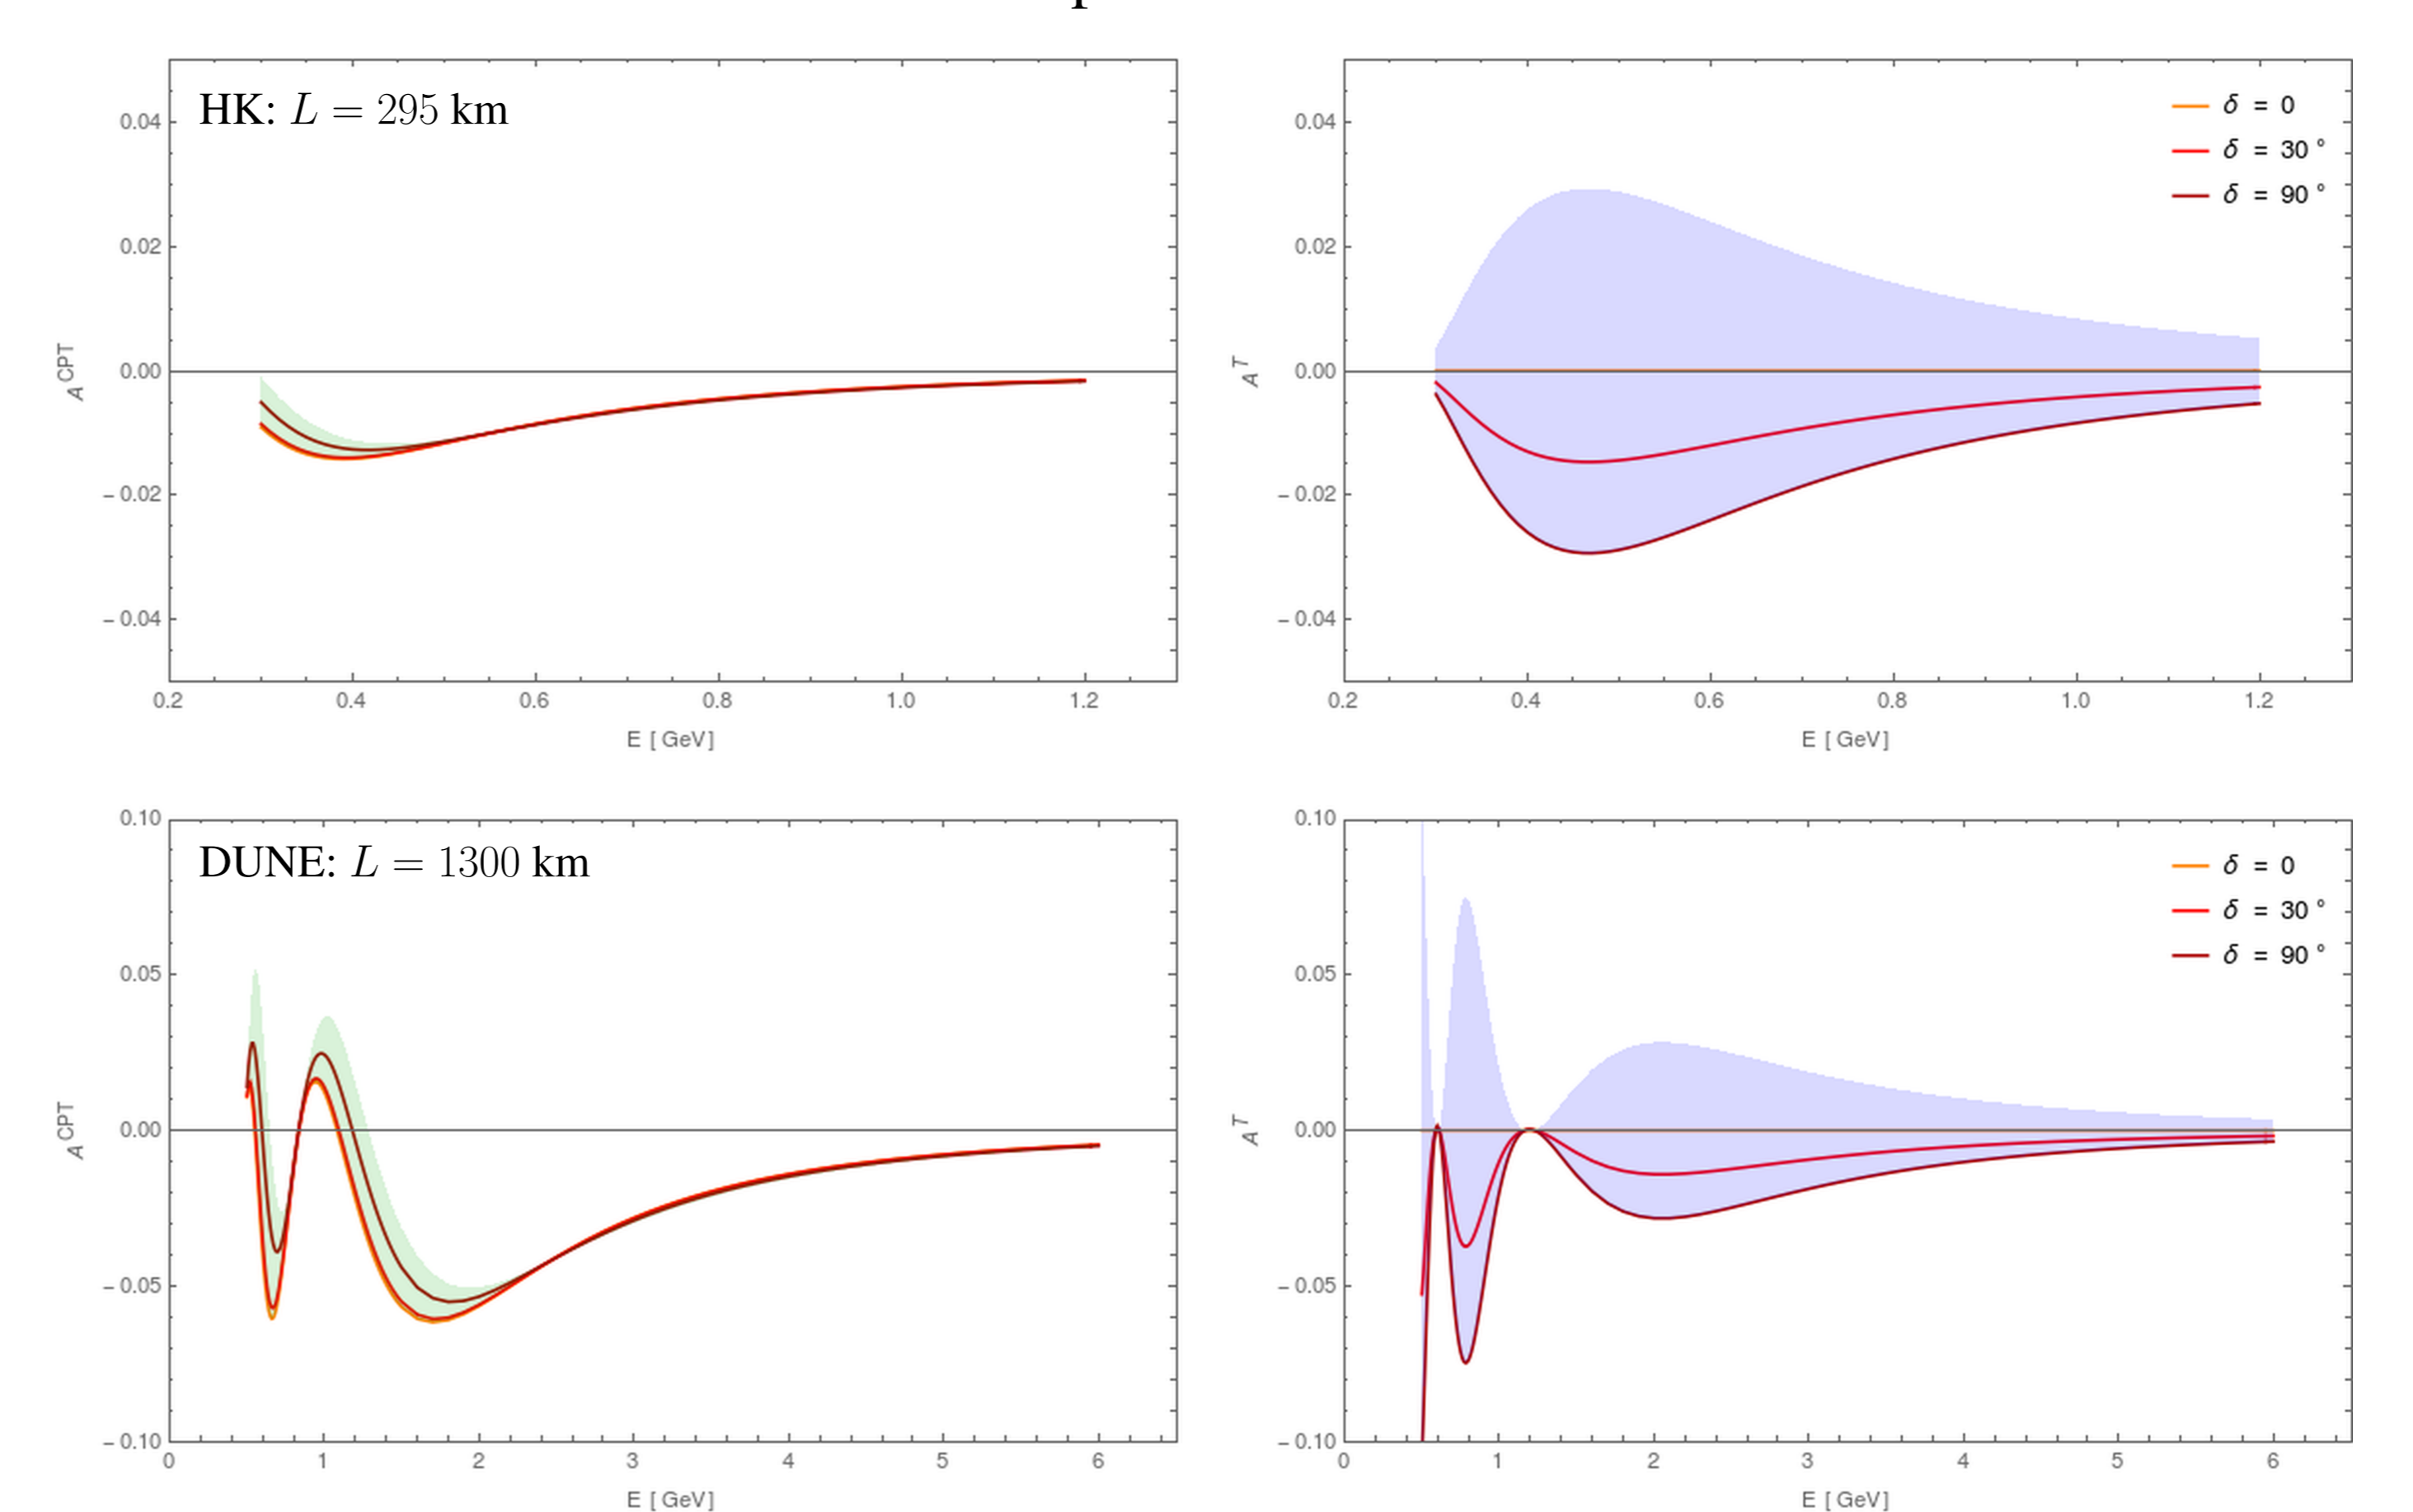 HK: L = 295 km
0.04
0.02
0.00
− 0.02
− 0.04
A CPT
0.2 0.4 0.6 0.8 1.0 1.2
E [ GeV]
δ = 0
δ = 30 °
δ = 90 °
0.04
0.02
0.00
− 0.02
− 0.04
A T
0.2 0.4 0.6 0.8 1.0 1.2
E [ GeV]
DUNE: L = 1300 km
0.10
0.05
0.00
− 0.05
− 0.10
A CPT
0 1 2 3 4 5 6
E [ GeV]
δ = 0
δ = 30 °
δ = 90 °
0.10
0.05
0.00
− 0.05
− 0.10
A T
0 1 2 3 4 5 6
E [ GeV]